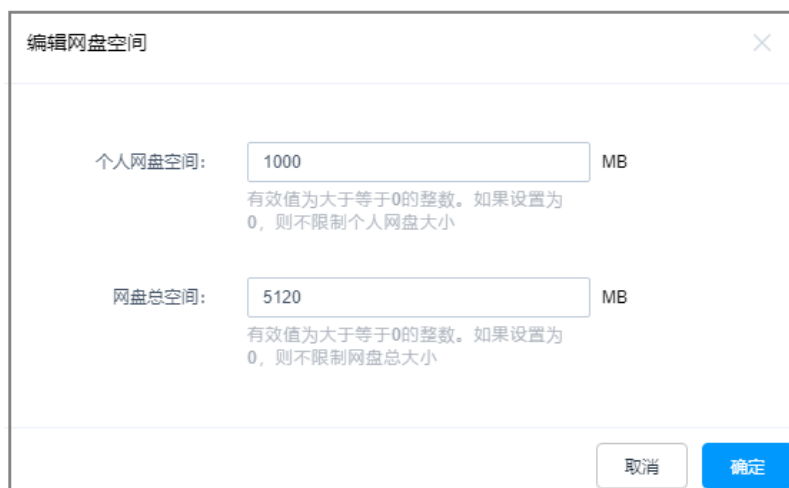 编辑网盘空间
个人网盘空间： 1000 MB
有效值为大于等于0的整数。如果设置为
0，则不限制个人网盘大小
网盘总空间： 5120 MB
有效值为大于等于0的整数。如果设置为
0，则不限制网盘总大小
取消 确定